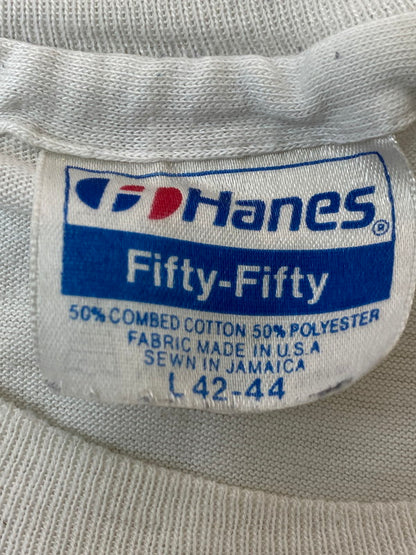 Hanes®
Fifty-Fifty
50% COMBED COTTON 50% POLYESTER
FABRIC MADE IN U.S.A
SEWN IN JAMAICA
L 42-44